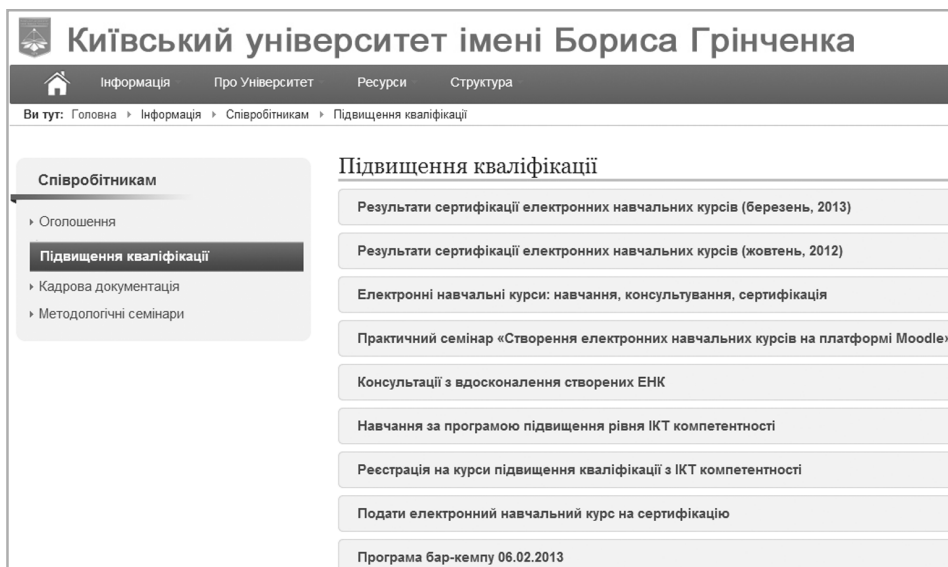 Київський університет імені Бориса Грінченка
Інформація Про Університет Ресурси Структура
Ви тут: Головна Інформація Співробітникам Підвищення кваліфікації
Співробітникам
Оголошення
Підвищення кваліфікації
Кадрова документація
Методологічні семінари
Підвищення кваліфікації
Результати сертифікації електронних навчальних курсів (березень, 2013)
Результати сертифікації електронних навчальних курсів (жовтень, 2012)
Електронні навчальні курси: навчання, консультування, сертифікація
Практичний семінар «Створення електронних навчальних курсів на платформі Moodle»
Консультації з вдосконалення створених ЕНК
Навчання за програмою підвищення рівня ІКТ компетентності
Реєстрація на курси підвищення кваліфікації з ІКТ компетентності
Подати електронний навчальний курс на сертифікацію
Програма бар-кемпу 06.02.2013